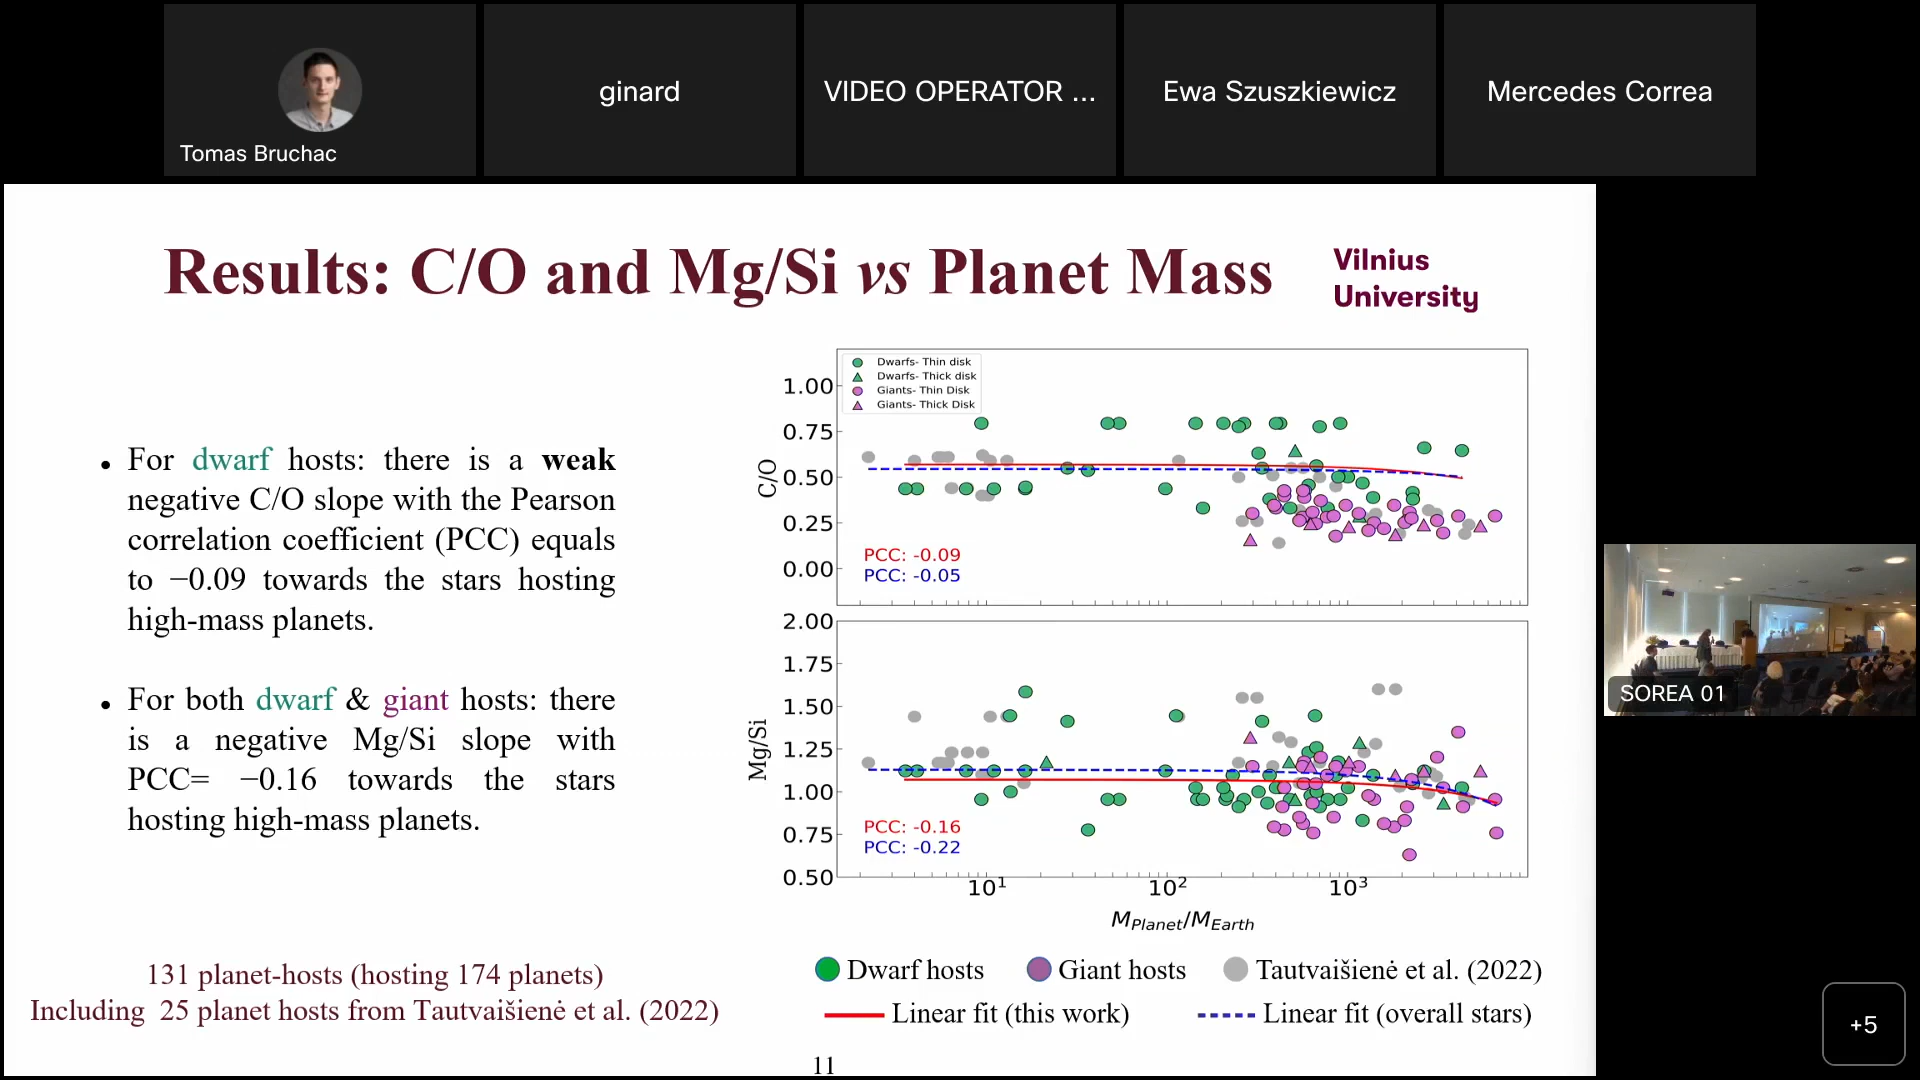 Tomas Bruchac
ginard
VIDEO OPERATOR ...
Ewa Szuszkiewicz
Mercedes Correa
Results: C/O and Mg/Si vs Planet Mass
Vilnius
University
• For dwarf hosts: there is a weak
negative C/O slope with the Pearson
correlation coefficient (PCC) equals
to −0.09 towards the stars hosting
high-mass planets.
• For both dwarf & giant hosts: there
is a negative Mg/Si slope with
PCC= −0.16 towards the stars
hosting high-mass planets.
131 planet-hosts (hosting 174 planets)
Including 25 planet hosts from Tautvaišienė et al. (2022)
Dwarfs- Thin disk
Dwarfs- Thick disk
Giants- Thin Disk
Giants- Thick Disk
1.00
0.75
0.50
0.25
0.00
C/O
PCC: -0.09
PCC: -0.05
2.00
1.75
1.50
1.25
1.00
0.75
0.50
Mg/Si
PCC: -0.16
PCC: -0.22
10¹ 10² 10³
MPlanet/MEarth
Dwarf hosts Giant hosts Tautvaišienė et al. (2022)
Linear fit (this work) Linear fit (overall stars)
11
SOREA 01
+5